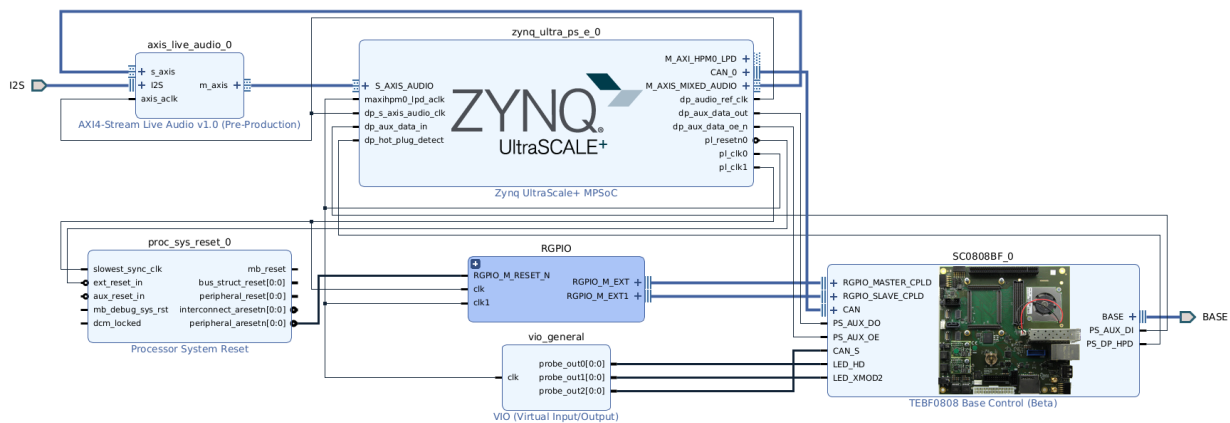 axis_live_audio_0
s_axis
I2S
axis_aclk
m_axis
AXI4-Stream Live Audio v1.0 (Pre-Production)
I2S
zynq_ultra_ps_e_0
S_AXIS_AUDIO
maxihpm0_lpd_aclk
dp_s_axis_audio_clk
dp_aux_data_in
dp_hot_plug_detect
ZYNQ
UltraSCALE+
M_AXI_HPM0_LPD
CAN_0
M_AXIS_MIXED_AUDIO
dp_audio_ref_clk
dp_aux_data_out
dp_aux_data_oe_n
pl_resetn0
pl_clk0
pl_clk1
Zynq UltraScale+ MPSoC
proc_sys_reset_0
slowest_sync_clk
ext_reset_in
aux_reset_in
mb_debug_sys_rst
dcm_locked
mb_reset
bus_struct_reset[0:0]
peripheral_reset[0:0]
interconnect_aresetn[0:0]
peripheral_aresetn[0:0]
Processor System Reset
RGPIO
RGPIO_M_RESET_N
clk
clk1
RGPIO_M_EXT
RGPIO_M_EXT1
vio_general
clk
probe_out0[0:0]
probe_out1[0:0]
probe_out2[0:0]
VIO (Virtual Input/Output)
SC0808BF_0
RGPIO_MASTER_CPLD
RGPIO_SLAVE_CPLD
CAN
PS_AUX_DO
PS_AUX_OE
CAN_S
LED_HD
LED_XMOD2
BASE
PS_AUX_DI
PS_DP_HPD
TEBF0808 Base Control (Beta)
BASE